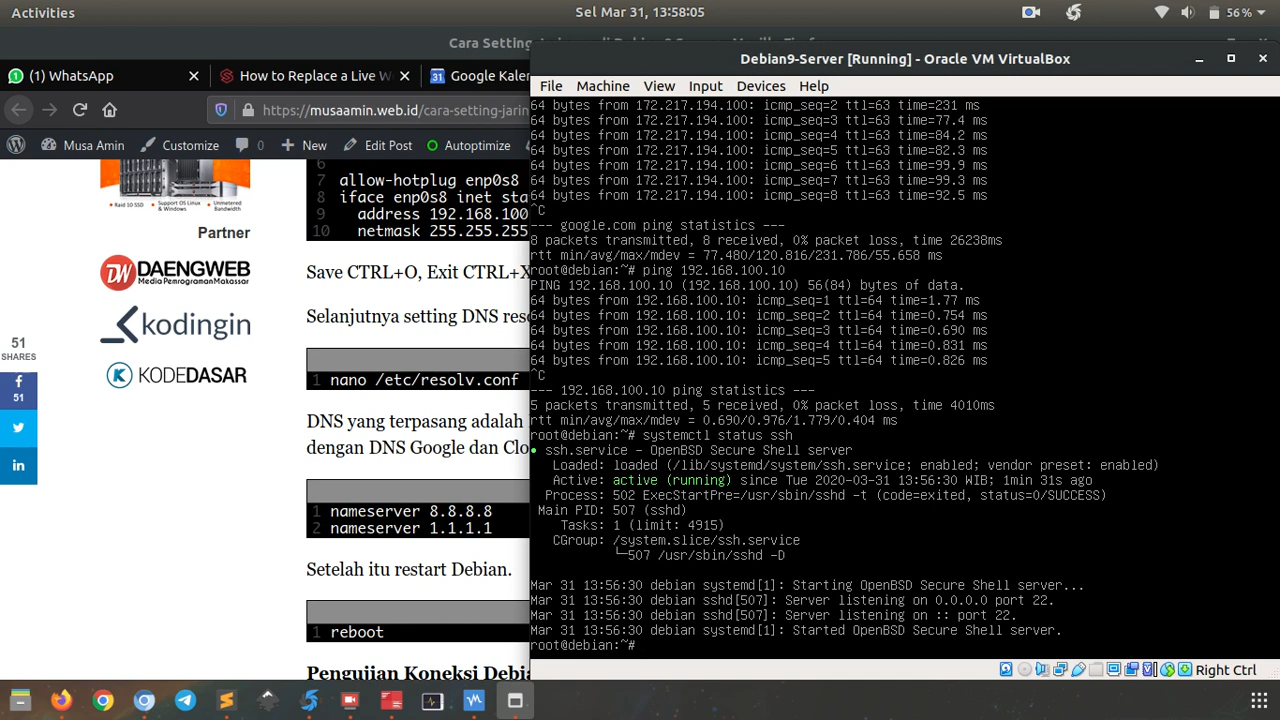 Activities
Sel Mar 31, 13:58:05
56 %
Cara Setting
(1) WhatsApp
How to Replace a Live W
Google Kalen
https://musaamin.web.id/cara-setting-jarin
Musa Amin
Customize
0
New
Edit Post
Autoptimize
Raid 10 SSD
Support OS Linux & Windows
Unmetered Bandwidth
Partner
DW DAENGWEB
Media Pemrograman Makassar
kodingin
K KODEDASAR
51
SHARES
51
6
7 allow-hotplug enp0s8
8 iface enp0s8 inet sta
9 address 192.168.100
10 netmask 255.255.255
Save CTRL+O, Exit CTRL+X
Selanjutnya setting DNS reso
1 nano /etc/resolv.conf
DNS yang terpasang adalah
dengan DNS Google dan Clo
1 nameserver 8.8.8.8
2 nameserver 1.1.1.1
Setelah itu restart Debian.
1 reboot
Pengujian Koneksi Debia
Debian9-Server [Running] - Oracle VM VirtualBox
File Machine View Input Devices Help
64 bytes from 172.217.194.100: icmp_seq=2 ttl=63 time=231 ms
64 bytes from 172.217.194.100: icmp_seq=3 ttl=63 time=77.4 ms
64 bytes from 172.217.194.100: icmp_seq=4 ttl=63 time=84.2 ms
64 bytes from 172.217.194.100: icmp_seq=5 ttl=63 time=82.3 ms
64 bytes from 172.217.194.100: icmp_seq=6 ttl=63 time=99.9 ms
64 bytes from 172.217.194.100: icmp_seq=7 ttl=63 time=99.3 ms
64 bytes from 172.217.194.100: icmp_seq=8 ttl=63 time=92.5 ms
^C
--- google.com ping statistics ---
8 packets transmitted, 8 received, 0% packet loss, time 26238ms
rtt min/avg/max/mdev = 77.480/120.816/231.786/55.658 ms
root@debian:~# ping 192.168.100.10
PING 192.168.100.10 (192.168.100.10) 56(84) bytes of data.
64 bytes from 192.168.100.10: icmp_seq=1 ttl=64 time=1.77 ms
64 bytes from 192.168.100.10: icmp_seq=2 ttl=64 time=0.754 ms
64 bytes from 192.168.100.10: icmp_seq=3 ttl=64 time=0.690 ms
64 bytes from 192.168.100.10: icmp_seq=4 ttl=64 time=0.831 ms
64 bytes from 192.168.100.10: icmp_seq=5 ttl=64 time=0.826 ms
^C
--- 192.168.100.10 ping statistics ---
5 packets transmitted, 5 received, 0% packet loss, time 4010ms
rtt min/avg/max/mdev = 0.690/0.976/1.779/0.404 ms
root@debian:~# systemctl status ssh
● ssh.service - OpenBSD Secure Shell server
Loaded: loaded (/lib/systemd/system/ssh.service; enabled; vendor preset: enabled)
Active: active (running) since Tue 2020-03-31 13:56:30 WIB; 1min 31s ago
Process: 502 ExecStartPre=/usr/sbin/sshd -t (code=exited, status=0/SUCCESS)
Main PID: 507 (sshd)
Tasks: 1 (limit: 4915)
CGroup: /system.slice/ssh.service
└─507 /usr/sbin/sshd -D
Mar 31 13:56:30 debian systemd[1]: Starting OpenBSD Secure Shell server...
Mar 31 13:56:30 debian sshd[507]: Server listening on 0.0.0.0 port 22.
Mar 31 13:56:30 debian sshd[507]: Server listening on :: port 22.
Mar 31 13:56:30 debian systemd[1]: Started OpenBSD Secure Shell server.
root@debian:~#
Right Ctrl